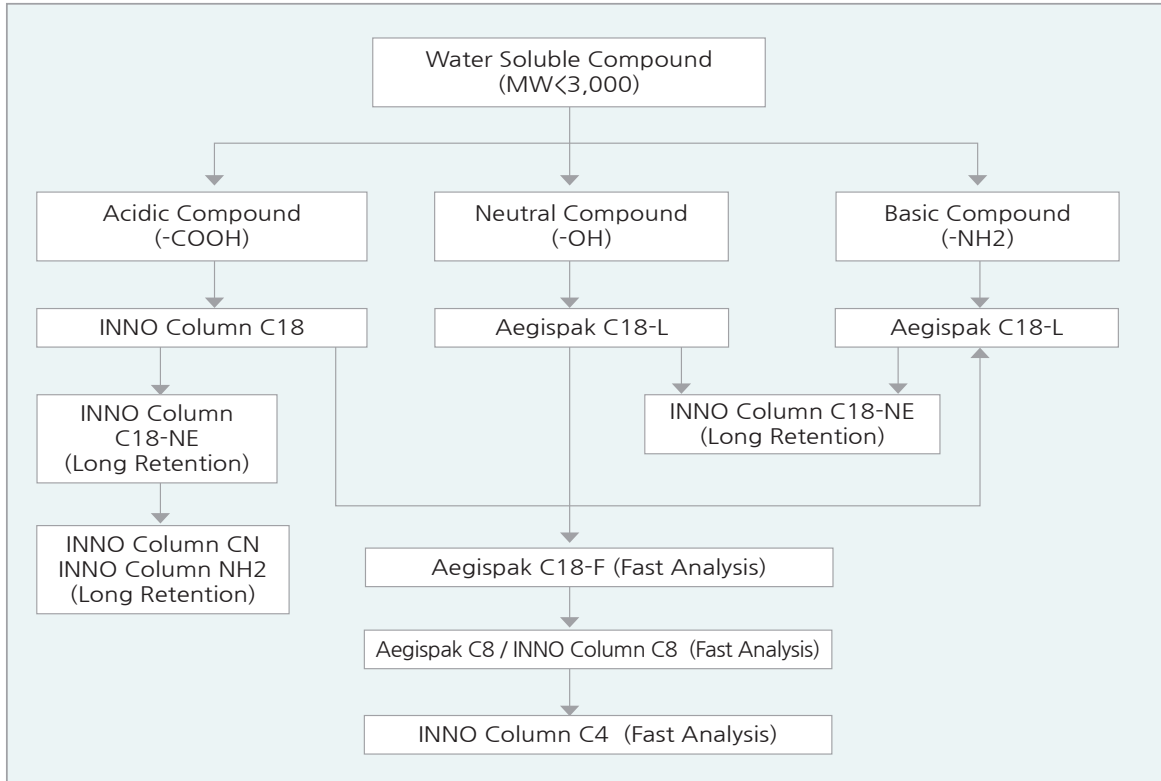 Water Soluble Compound
(MW<3,000)
Acidic Compound
(-COOH)
Neutral Compound
(-OH)
Basic Compound
(-NH2)
INNO Column C18
Aegispak C18-L
Aegispak C18-L
INNO Column
C18-NE
(Long Retention)
INNO Column C18-NE
(Long Retention)
INNO Column CN
INNO Column NH2
(Long Retention)
Aegispak C18-F (Fast Analysis)
Aegispak C8 / INNO Column C8 (Fast Analysis)
INNO Column C4 (Fast Analysis)